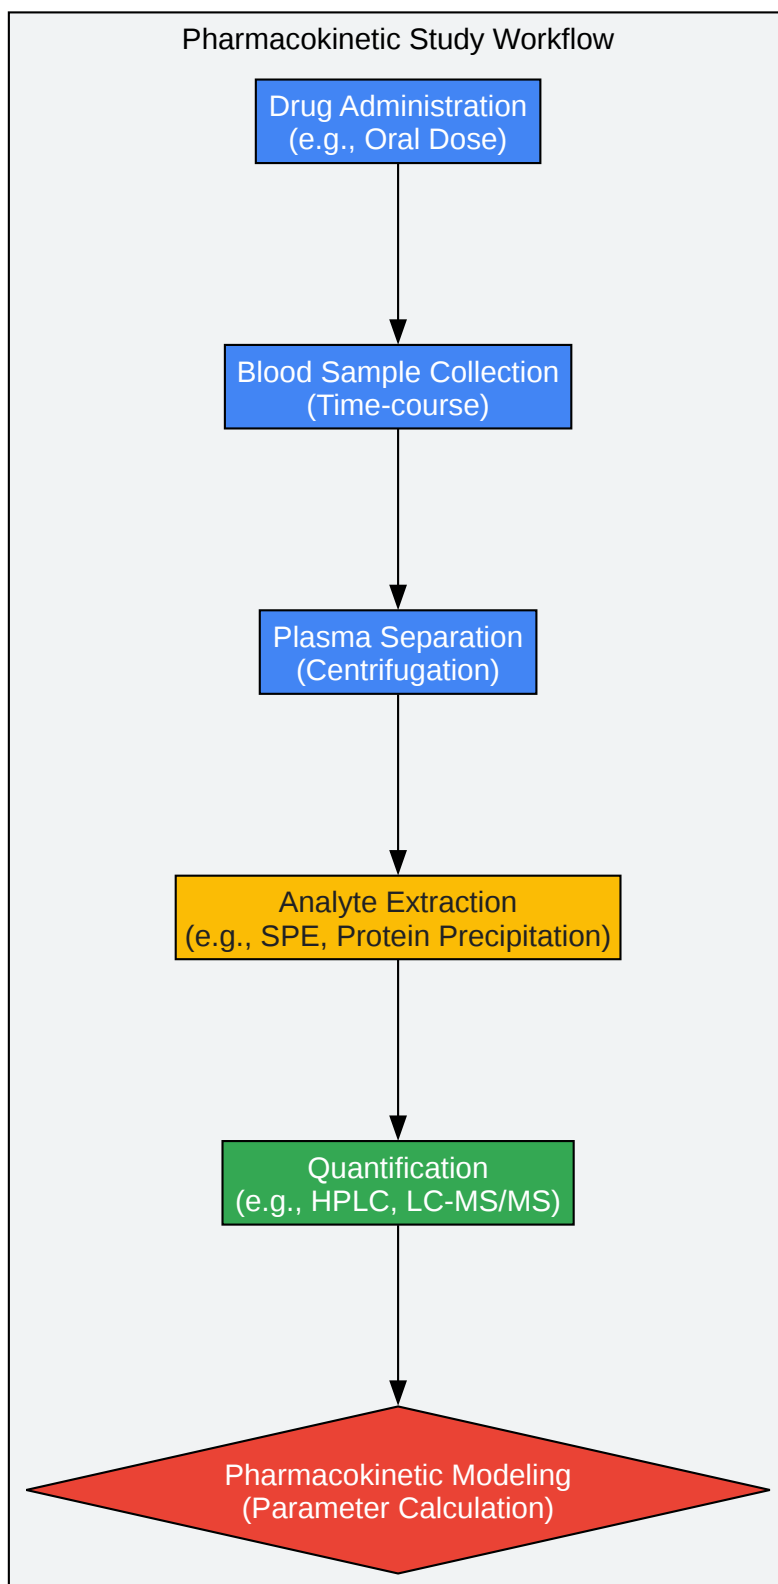 Pharmacokinetic Study Workflow
Drug Administration
(e.g., Oral Dose)
Blood Sample Collection
(Time-course)
Plasma Separation
(Centrifugation)
Analyte Extraction
(e.g., SPE, Protein Precipitation)
Quantification
(e.g., HPLC, LC-MS/MS)
Pharmacokinetic Modeling
(Parameter Calculation)